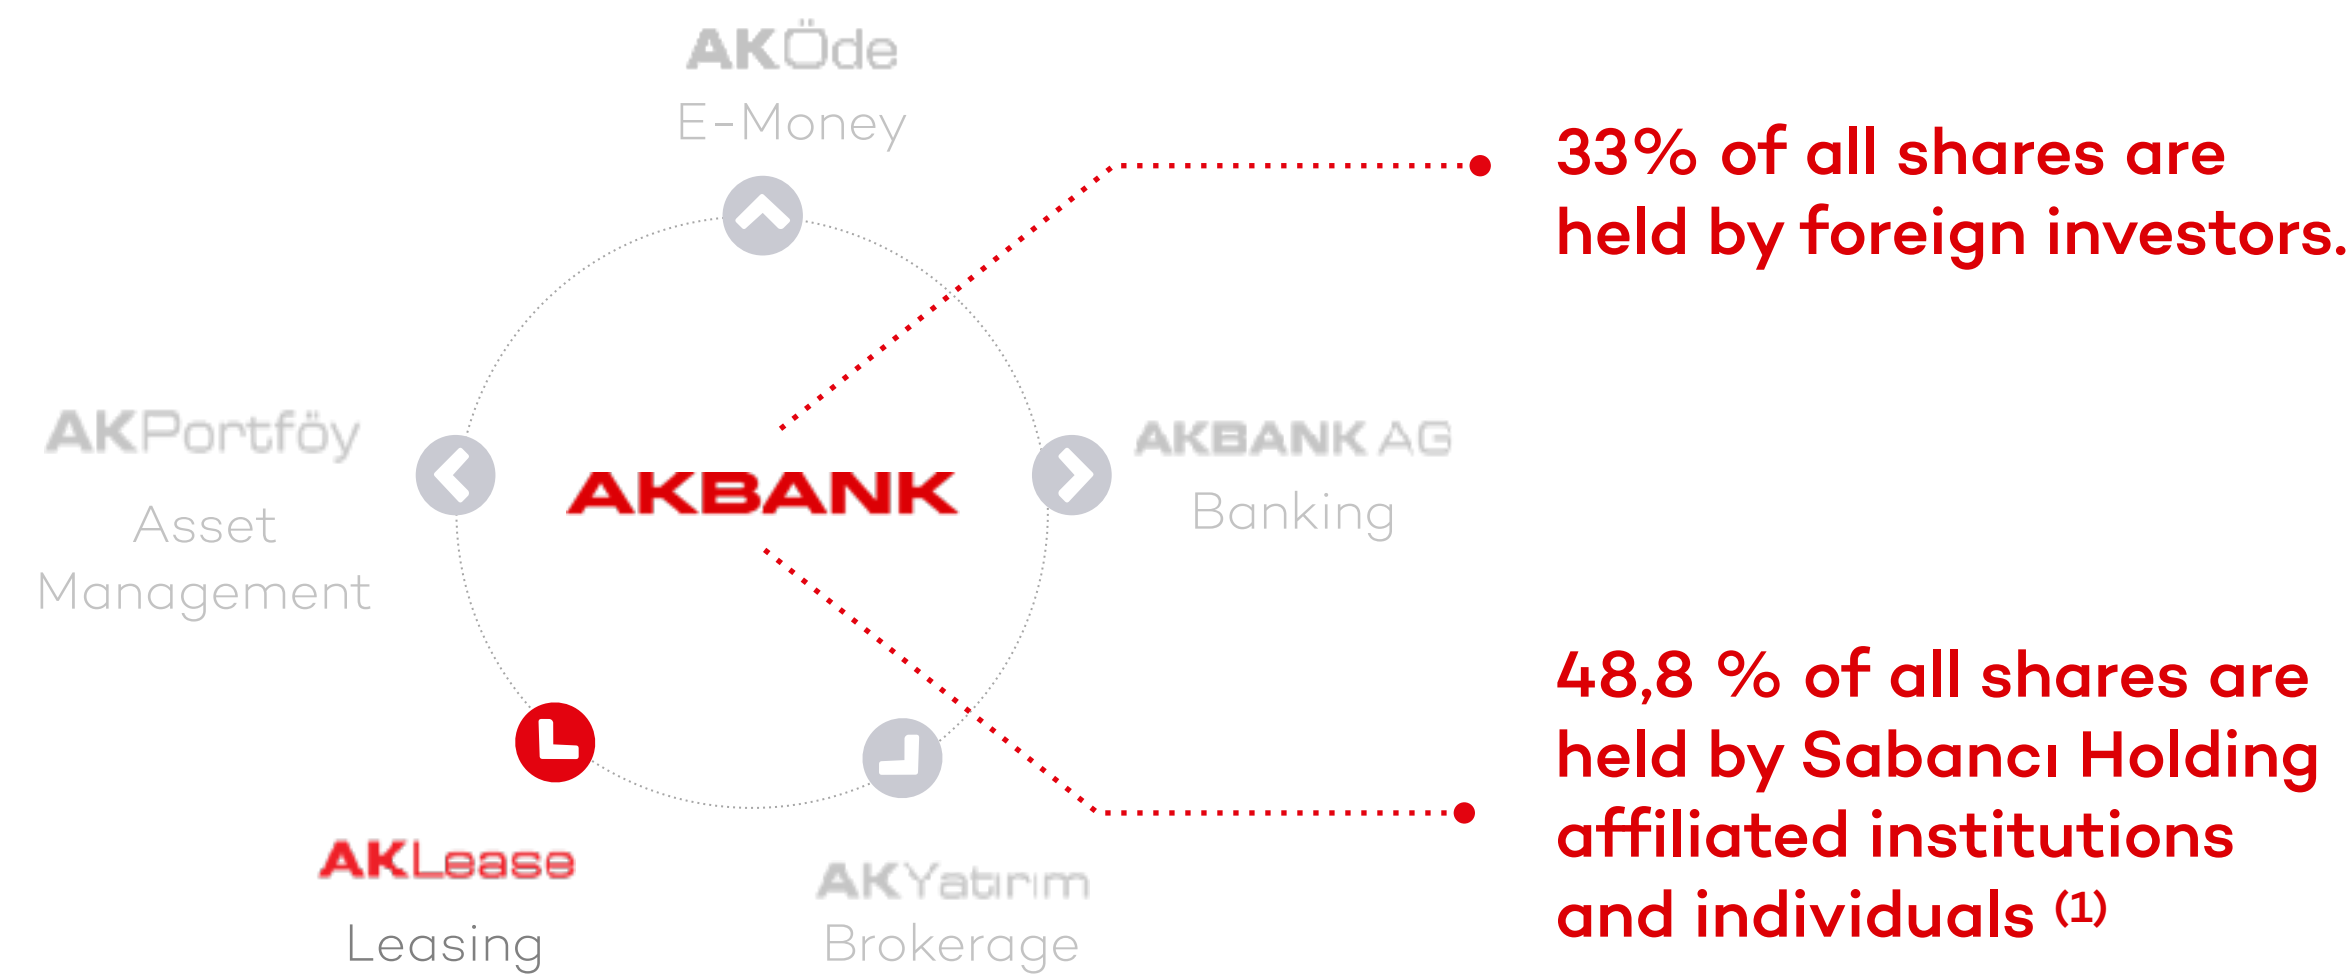 AKÖde
E-Money
33% of all shares are
held by foreign investors.
AKPortföy
Asset
Management
AKBANK
AKBANK AG
Banking
48,8 % of all shares are
held by Sabancı Holding
affiliated institutions
and individuals (1)
AKLease
Leasing
AKYatırım
Brokerage